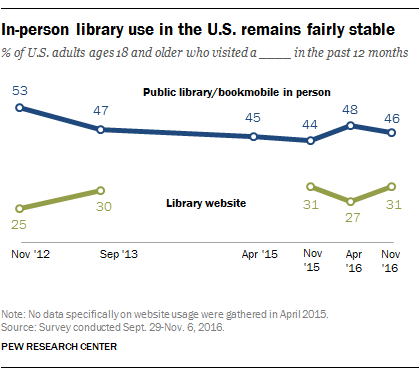 In-person library use in the U.S. remains fairly stable
% of U.S. adults ages 18 and older who visited a ____ in the past 12 months
Public library/bookmobile in person
53
47
45
44
48
46
Library website
25
30
31
27
31
Nov '12
Sep '13
Apr '15
Nov '15
Apr '16
Nov '16
Note: No data specifically on website usage were gathered in April 2015.
Source: Survey conducted Sept. 29-Nov. 6, 2016.
PEW RESEARCH CENTER